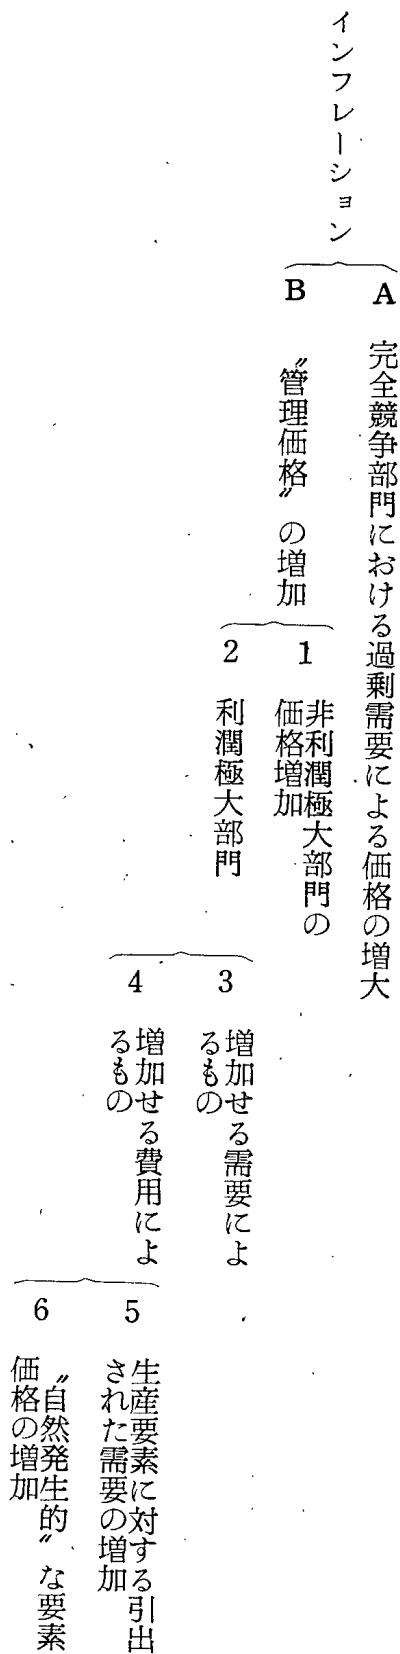 インフレーション
A 完全競争部門における過剰需要による価格の増大
B 〝管理価格〟の増加
1 非利潤極大部門の
価格増加
2 利潤極大部門
3 増加せる需要によ
るもの
4 増加せる費用によ
るもの
5 生産要素に対する引出
された需要の増加
6 〝自然発生的〟な要素
価格の増加